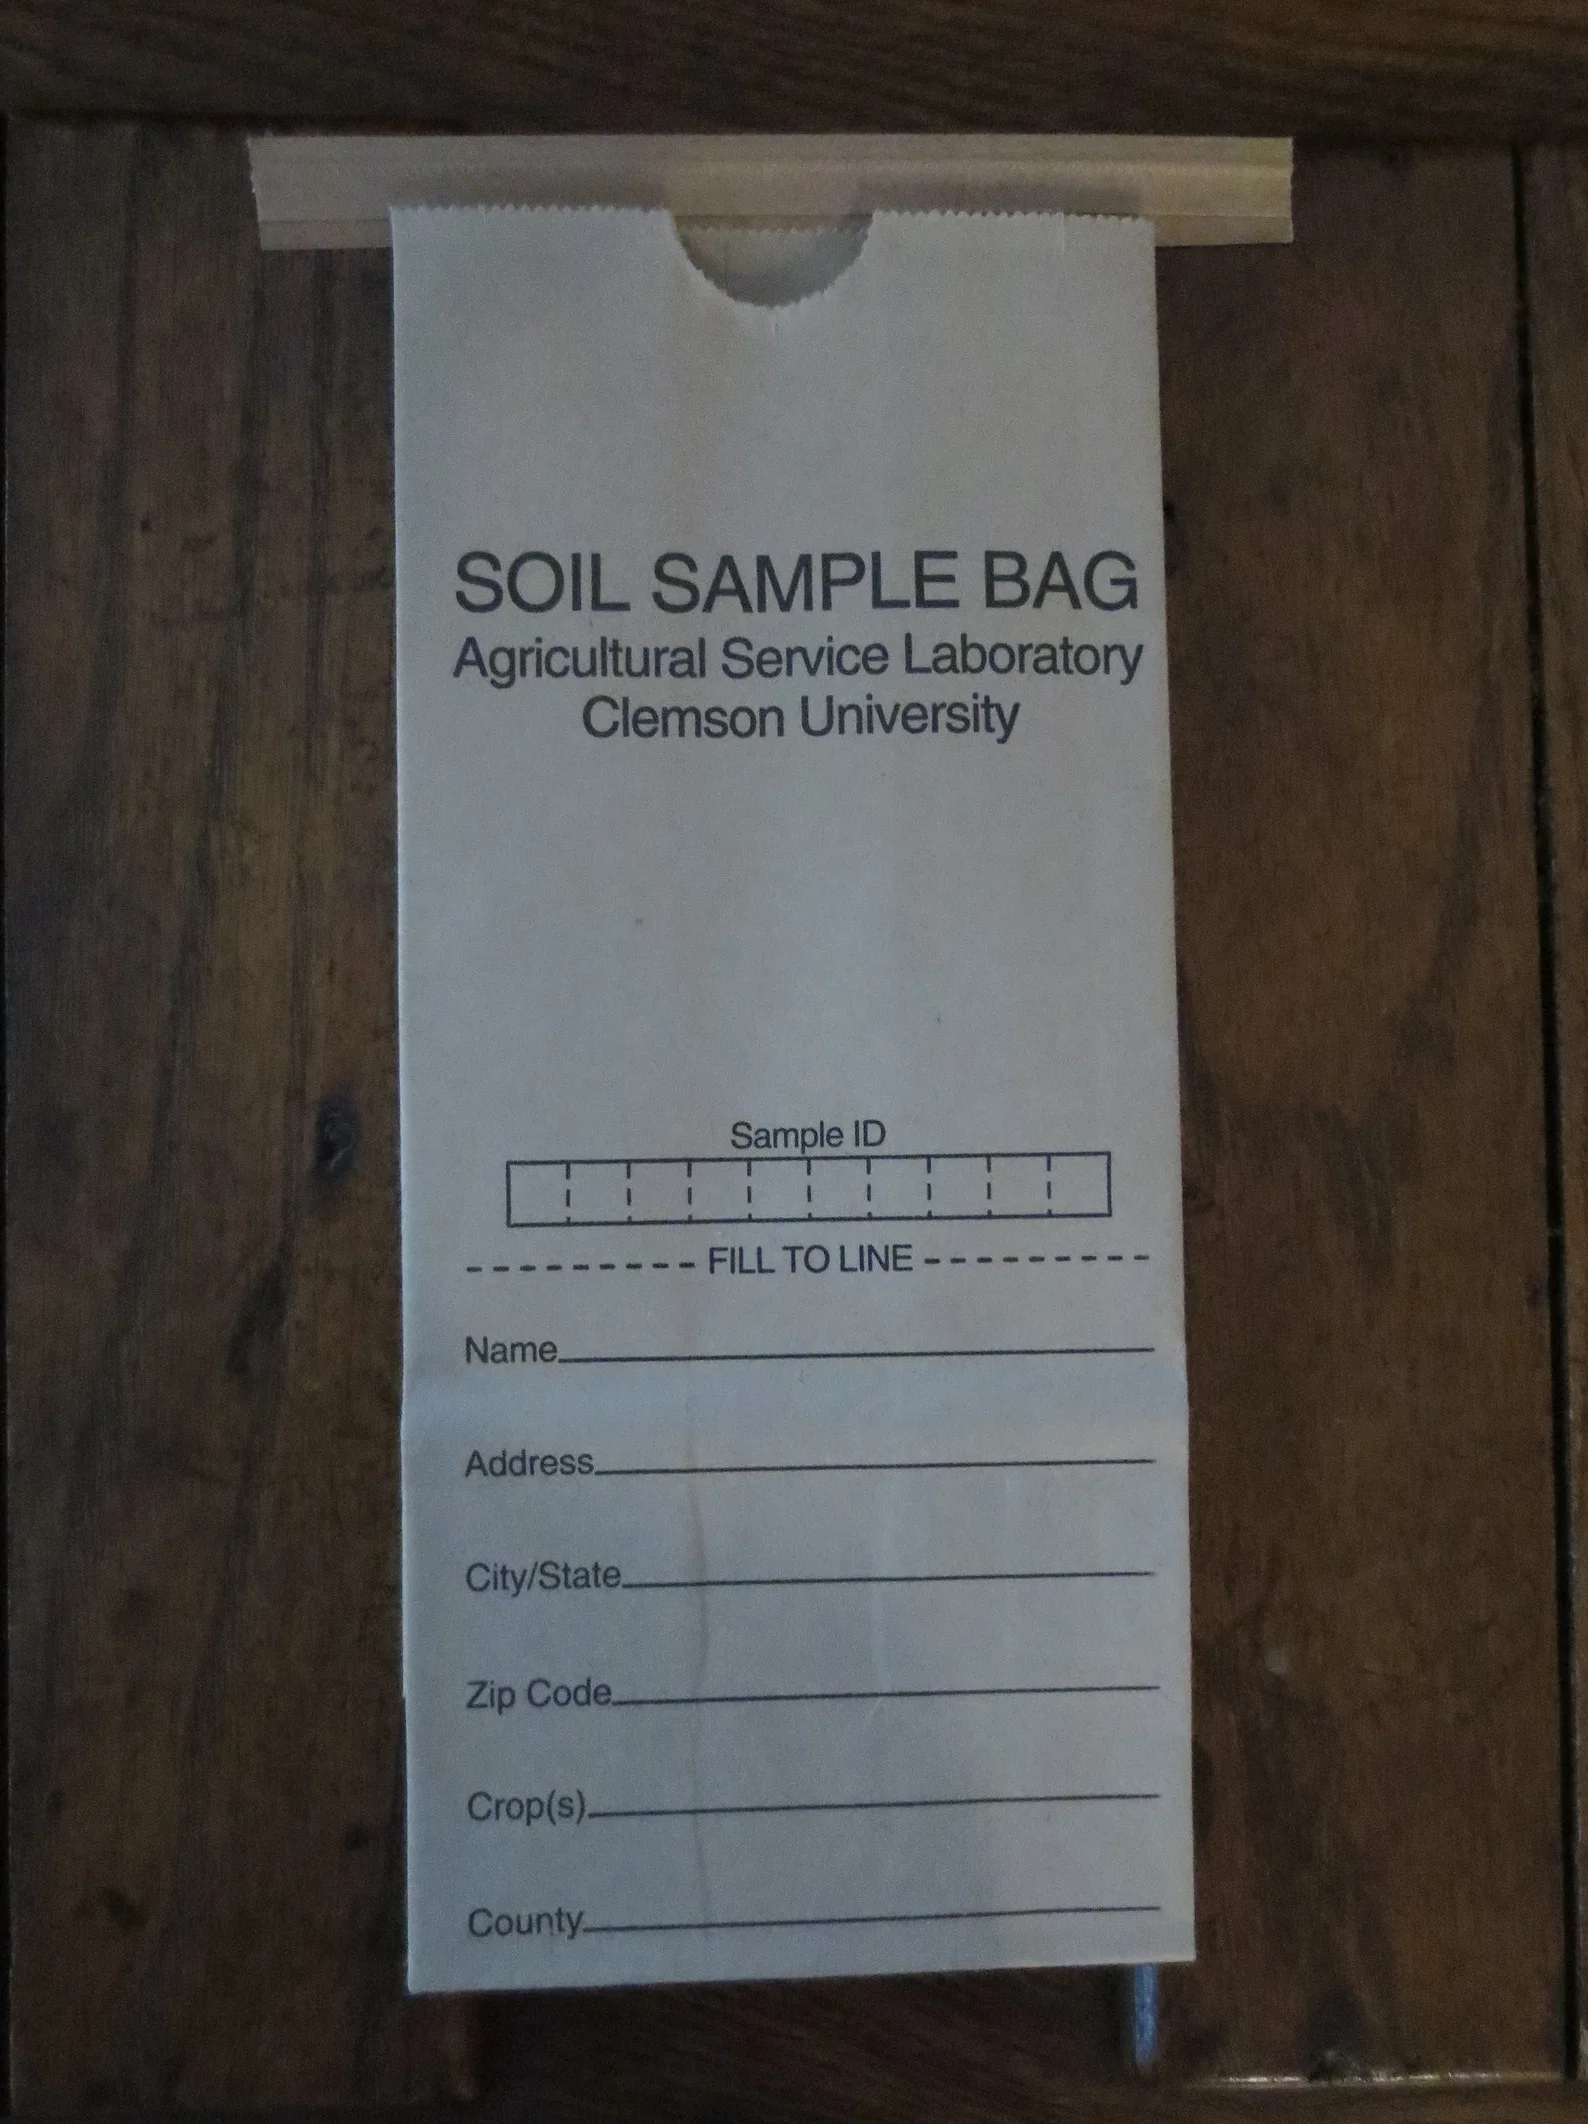 SOIL SAMPLE BAG
Agricultural Service Laboratory
Clemson University
Sample ID
FILL TO LINE
Name
Address
City/State
Zip Code
Crop(s)
County